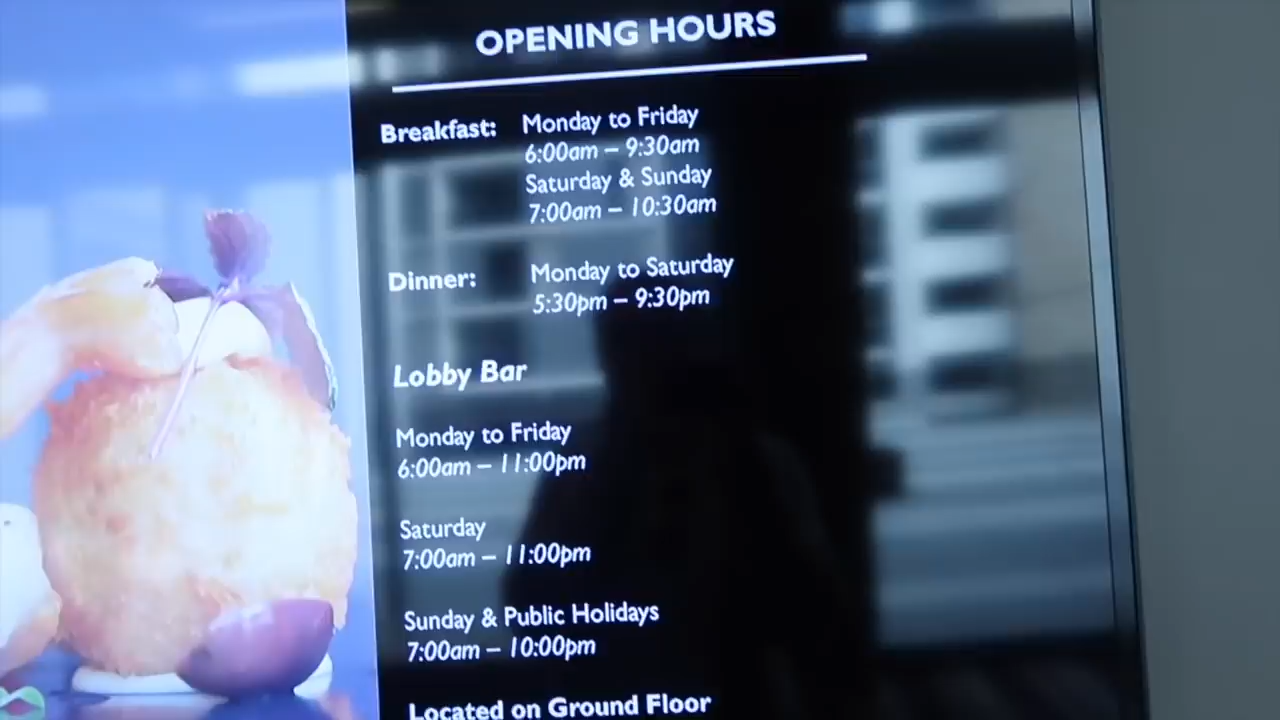 OPENING HOURS
Breakfast: Monday to Friday
6:00am – 9:30am
Saturday & Sunday
7:00am – 10:30am
Dinner: Monday to Saturday
5:30pm – 9:30pm
Lobby Bar
Monday to Friday
6:00am – 11:00pm
Saturday
7:00am – 11:00pm
Sunday & Public Holidays
7:00am – 10:00pm
Located on Ground Floor